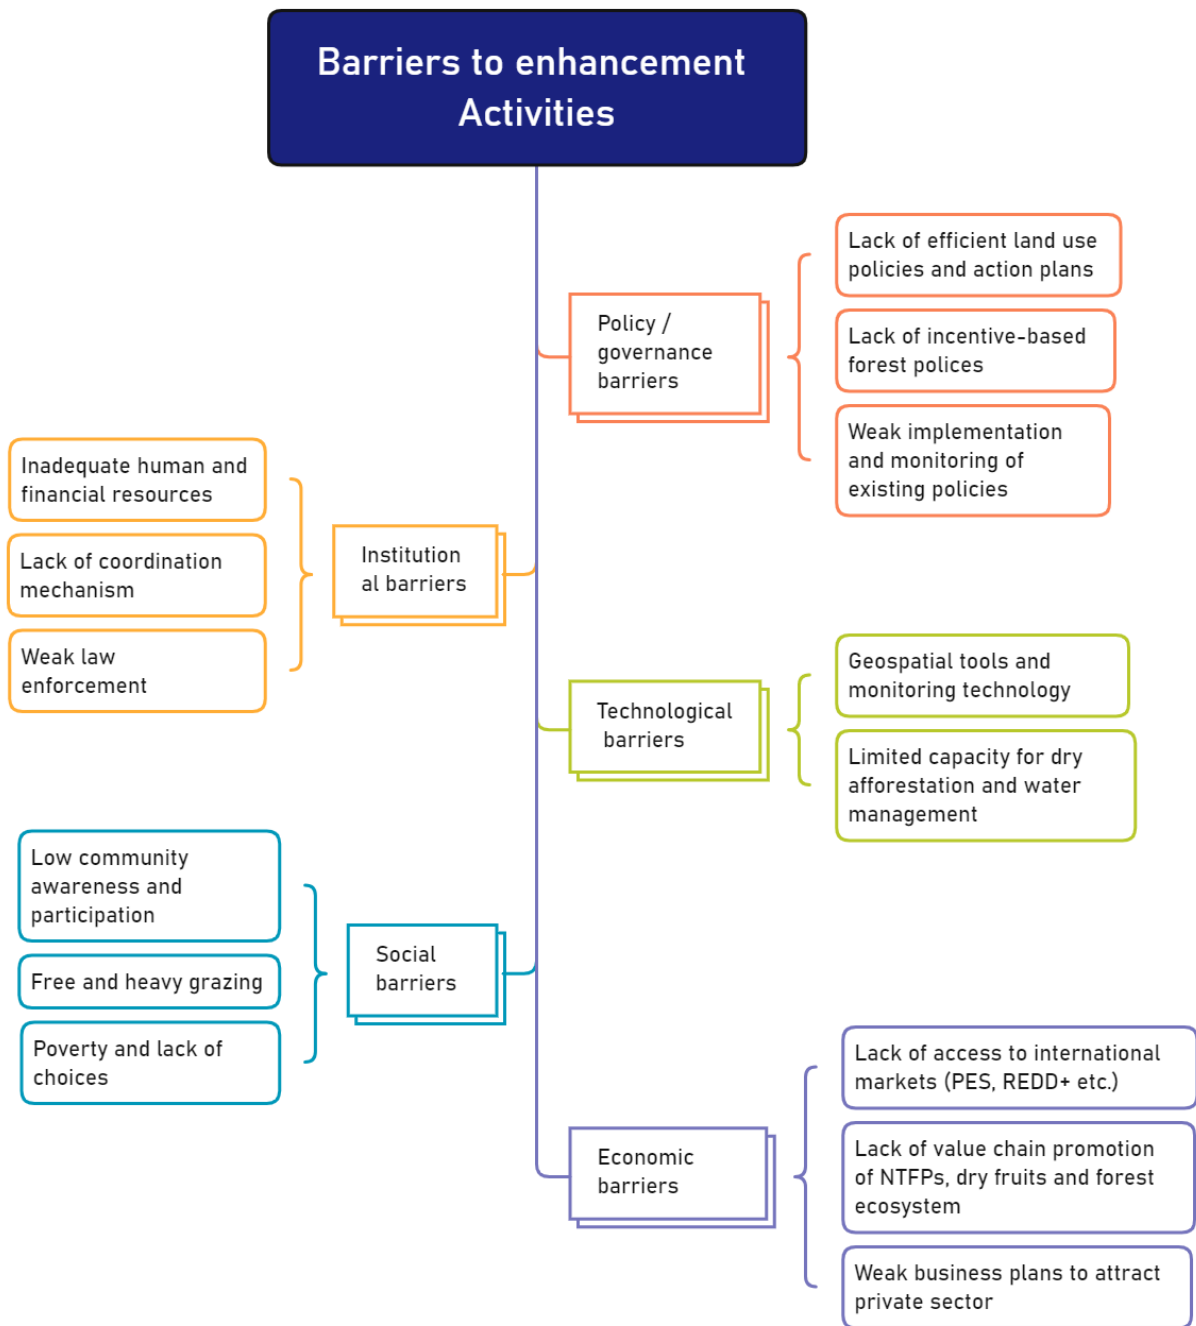 Barriers to enhancement
Activities
Policy /
governance
barriers
Lack of efficient land use
policies and action plans
Lack of incentive-based
forest polices
Weak implementation
and monitoring of
existing policies
Institution
al barriers
Inadequate human and
financial resources
Lack of coordination
mechanism
Weak law
enforcement
Technological
barriers
Geospatial tools and
monitoring technology
Limited capacity for dry
afforestation and water
management
Social
barriers
Low community
awareness and
participation
Free and heavy grazing
Poverty and lack of
choices
Economic
barriers
Lack of access to international
markets (PES, REDD+ etc.)
Lack of value chain promotion
of NTFPs, dry fruits and forest
ecosystem
Weak business plans to attract
private sector